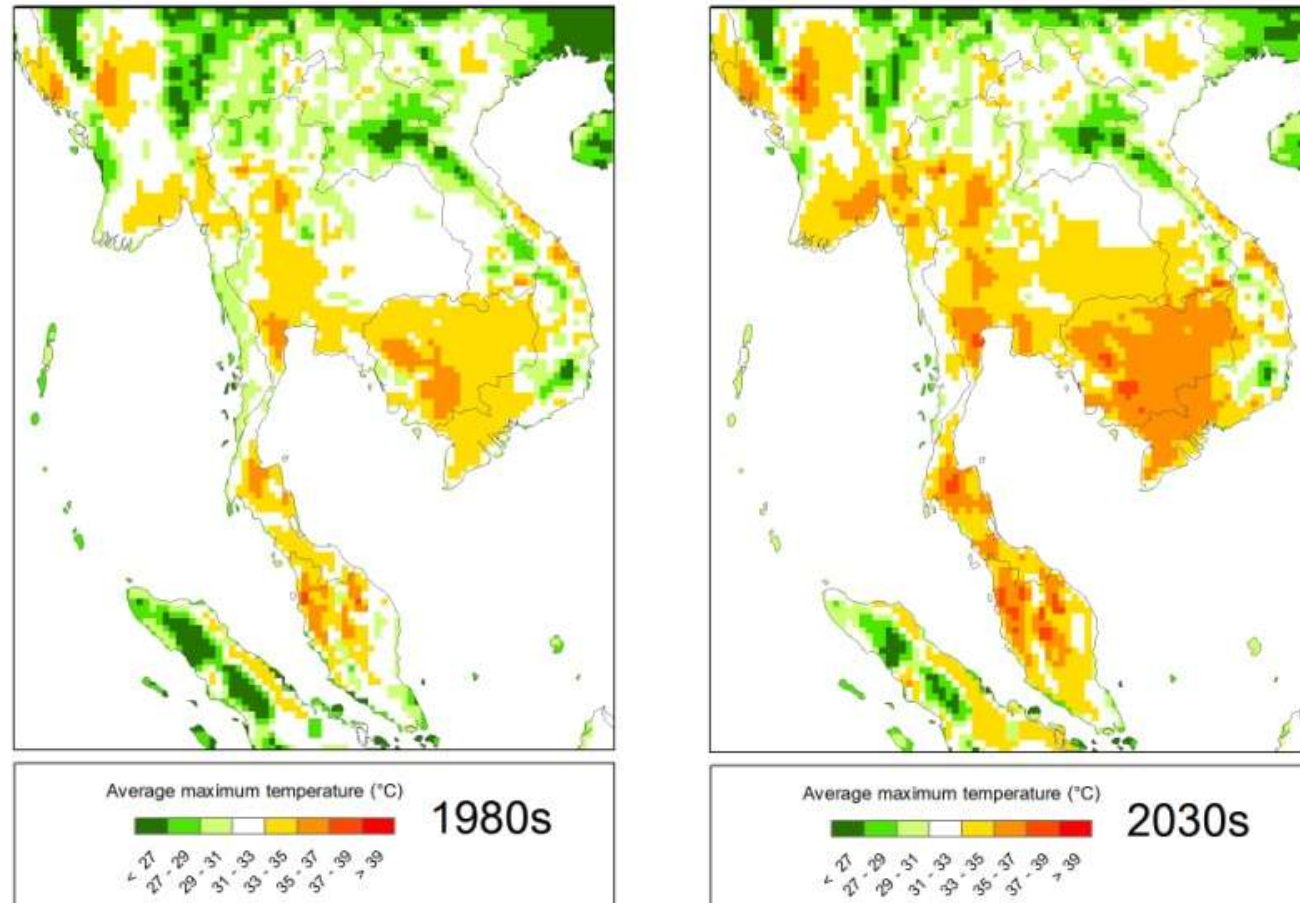 Average maximum temperature (°C)
1980s
< 27
27 - 29
29 - 31
31 - 33
33 - 35
35 - 37
37 - 39
> 39
Average maximum temperature (°C)
2030s
< 27
27 - 29
29 - 31
31 - 33
33 - 35
35 - 37
37 - 39
> 39